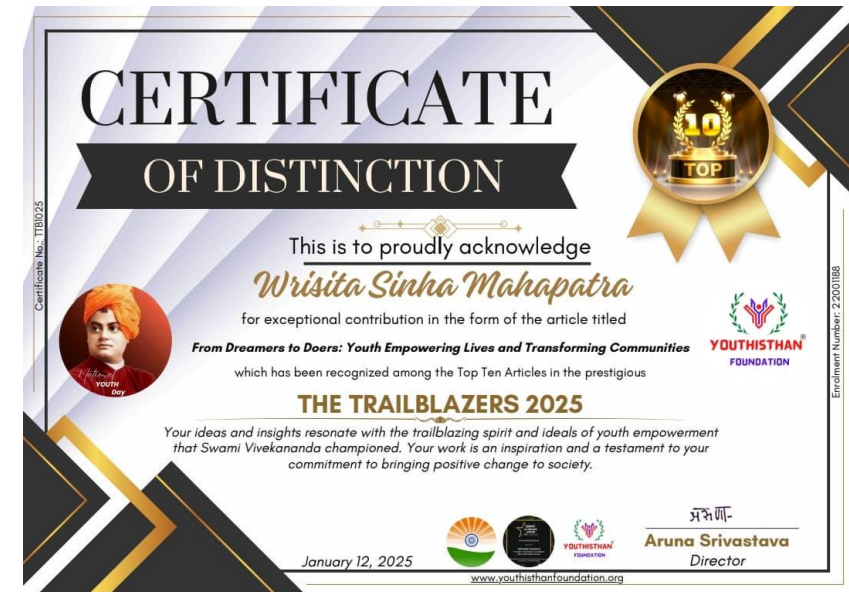 CERTIFICATE
OF DISTINCTION
10
TOP
Certificate No.: TTB1025
This is to proudly acknowledge
Wrisita Sinha Mahapatra
for exceptional contribution in the form of the article titled
From Dreamers to Doers: Youth Empowering Lives and Transforming Communities
which has been recognized among the Top Ten Articles in the prestigious
THE TRAILBLAZERS 2025
Your ideas and insights resonate with the trailblazing spirit and ideals of youth empowerment
that Swami Vivekananda championed. Your work is an inspiration and a testament to your
commitment to bringing positive change to society.
National
YOUTH
Day
YOUTHISTHAN®
FOUNDATION
Enrolment Number: 22001188
January 12, 2025
YOUTHISTHAN
FOUNDATION
अरुणा
Aruna Srivastava
Director
www.youthisthanfoundation.org